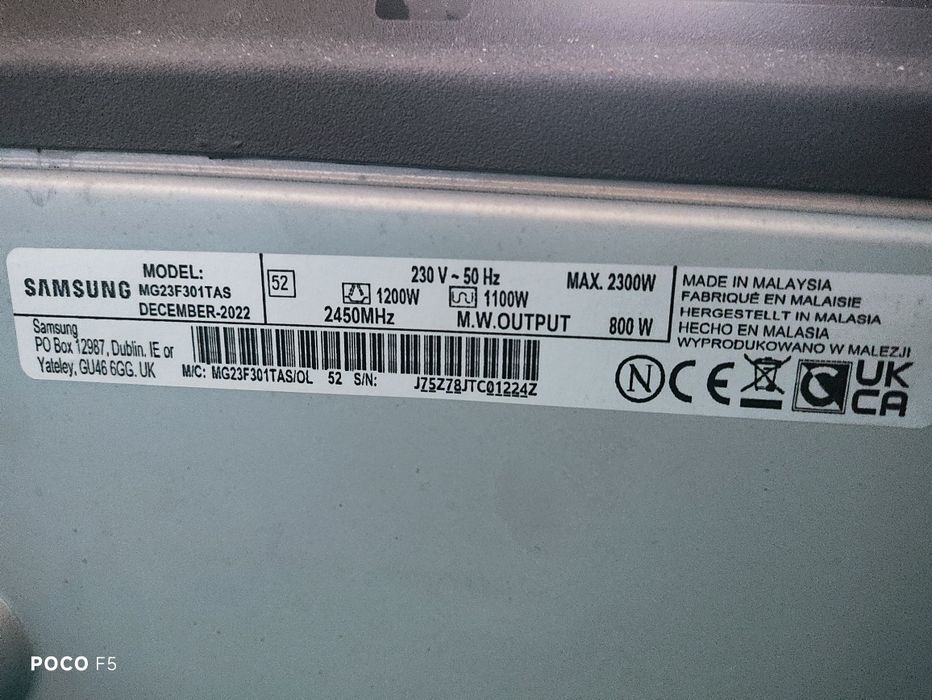 SAMSUNG
MODEL:
MG23F301TAS
DECEMBER-2022
52
230 V ~ 50 Hz
MAX. 2300W
1200W
1100W
2450MHz
M.W.OUTPUT
800 W
MADE IN MALAYSIA
FABRIQUÉ EN MALAISIE
HERGESTELLT IN MALASIA
HECHO EN MALASIA
WYPRODUKOWANO W MALEZJI
Samsung
PO Box 12987, Dublin. IE or
Yateley, GU46 6GG. UK
M/C: MG23F301TAS/OL 52 S/N: J75Z78JTC01224Z
N
CE
UK
CA
POCO F5